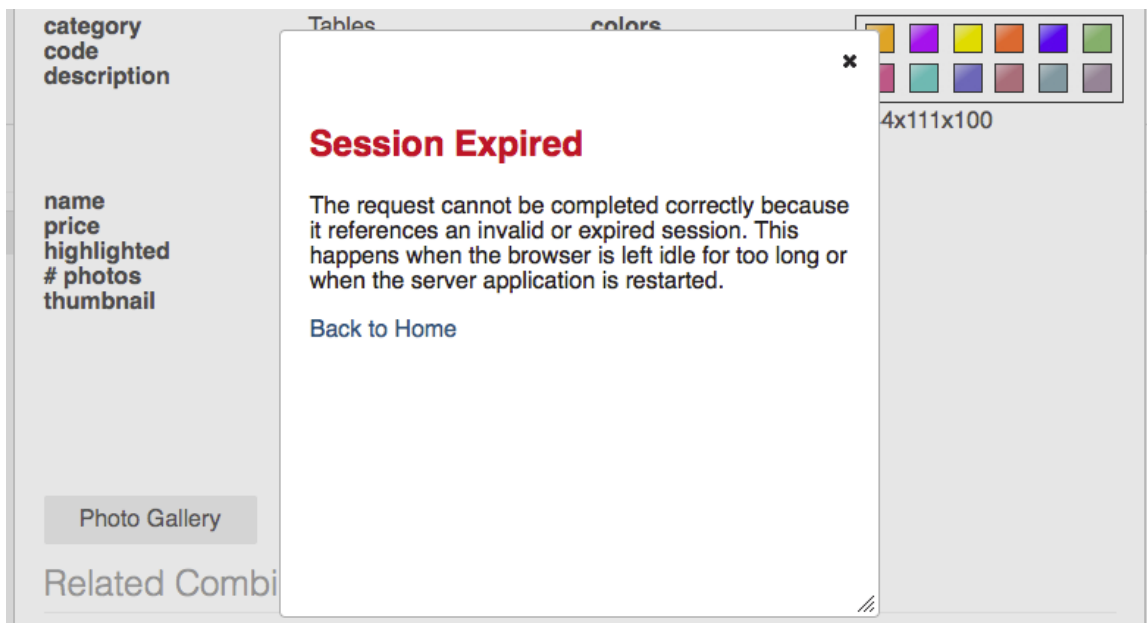 category
Tables
colors
code
description
4x111x100
Session Expired
name
price
highlighted
# photos
thumbnail
The request cannot be completed correctly because
it references an invalid or expired session. This
happens when the browser is left idle for too long or
when the server application is restarted.
Back to Home
Photo Gallery
Related Combi